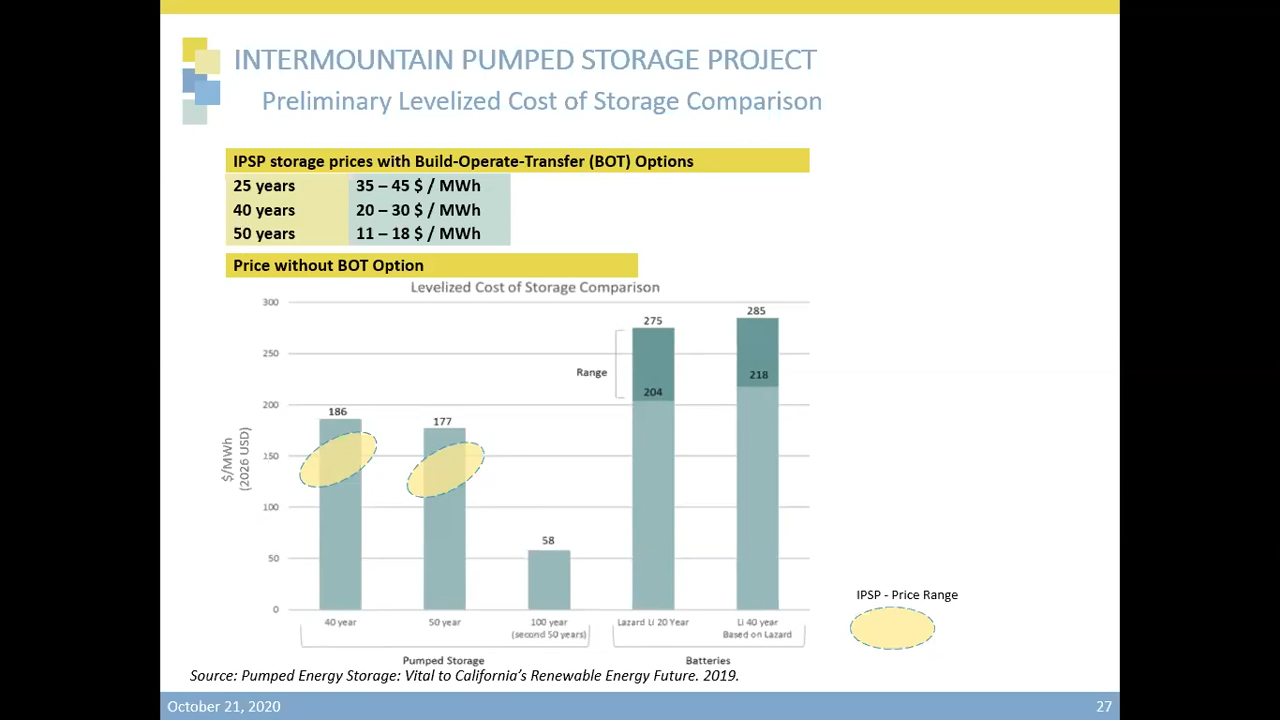 INTERMOUNTAIN PUMPED STORAGE PROJECT
Preliminary Levelized Cost of Storage Comparison
IPSP storage prices with Build-Operate-Transfer (BOT) Options
25 years 35 – 45 $ / MWh
40 years 20 – 30 $ / MWh
50 years 11 – 18 $ / MWh
Price without BOT Option
Levelized Cost of Storage Comparison
$/MWh
(2026 USD)
300
250
200
150
100
50
0
186
177
58
275
204
285
218
Range
40 year
50 year
100 year
(second 50 years)
Lazard Li 20 Year
Li 40 year
Based on Lazard
Pumped Storage
Batteries
IPSP - Price Range
Source: Pumped Energy Storage: Vital to California’s Renewable Energy Future. 2019.
October 21, 2020
27